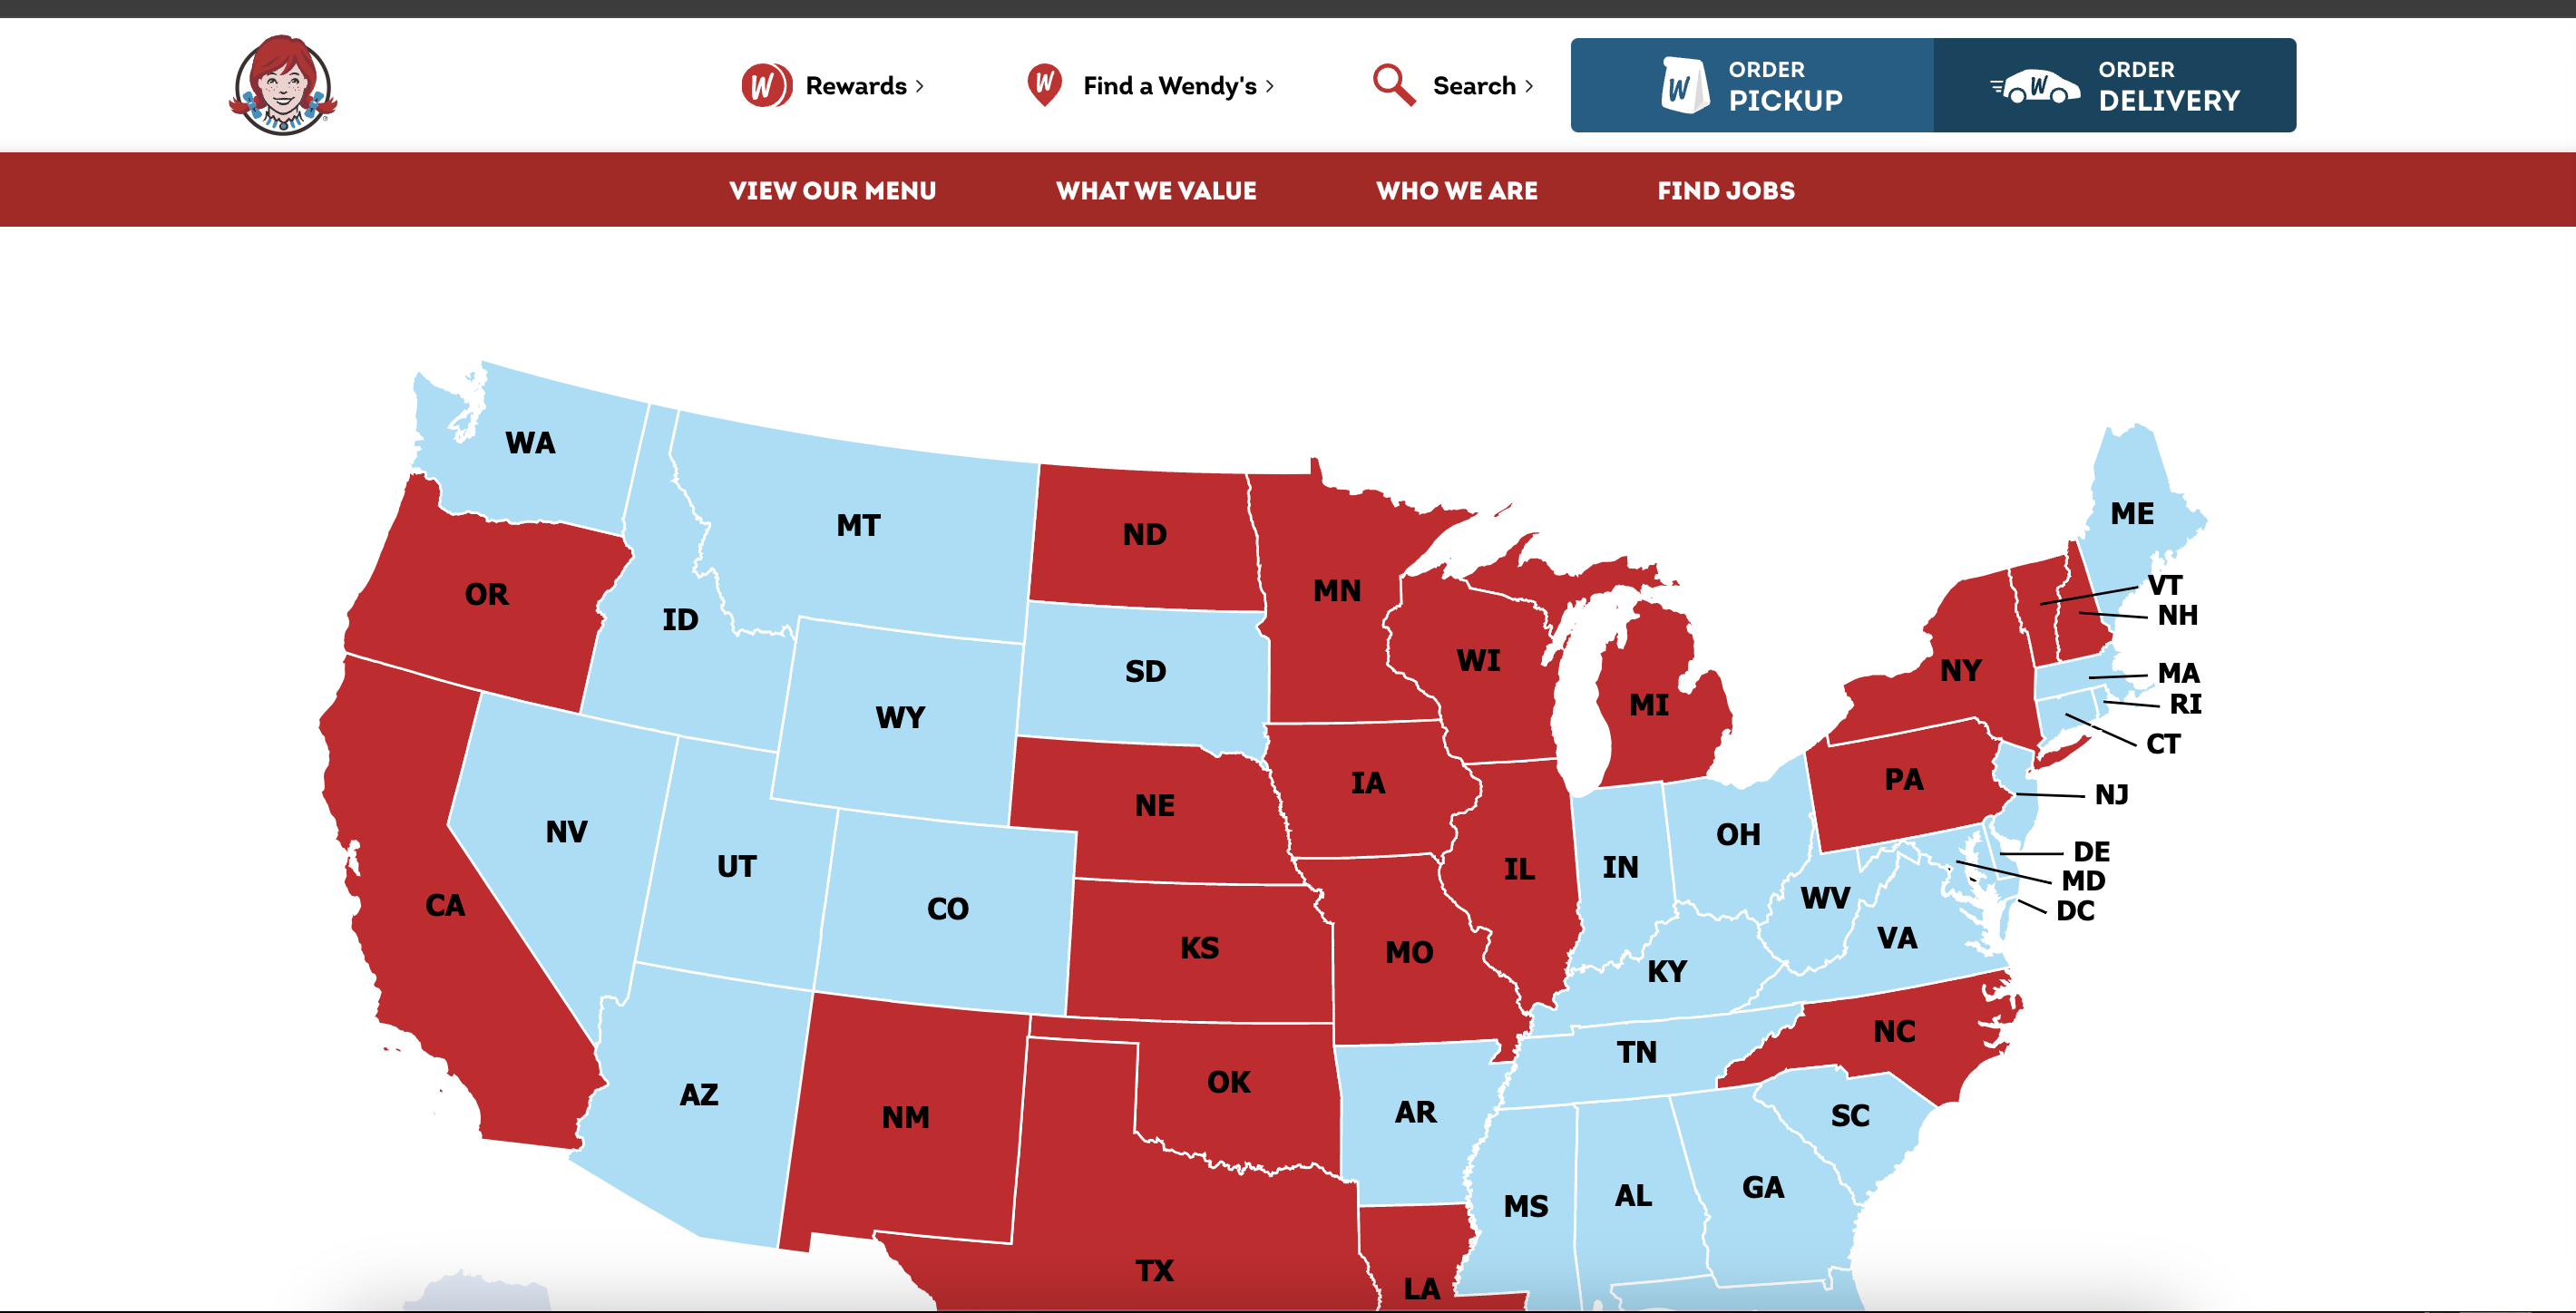 Rewards
Find a Wendy's
Search
ORDER
PICKUP
ORDER
DELIVERY
VIEW OUR MENU
WHAT WE VALUE
WHO WE ARE
FIND JOBS
WA
ME
MT
ND
VT
MN
OR
NH
ID
WI
NY
SD
MA
MI
RI
WY
CT
PA
IA
NJ
NE
NV
OH
DE
UT
IN
IL
MD
WV
CA
CO
DC
VA
KS
MO
KY
NC
TN
OK
AZ
AR
SC
NM
GA
AL
MS
TX
LA